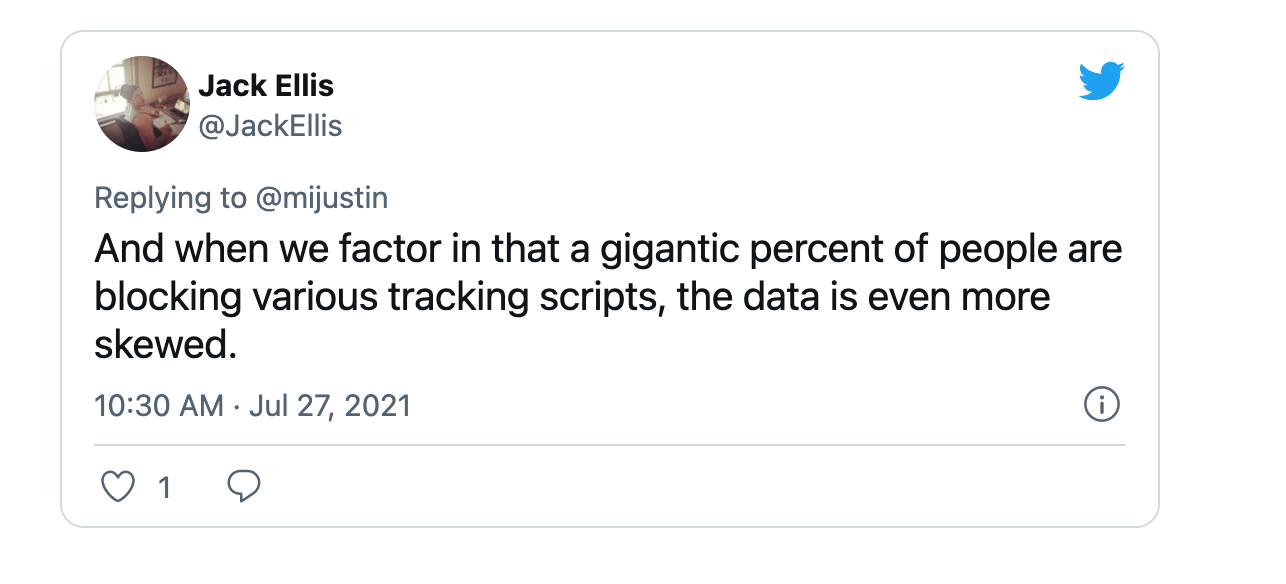 Jack Ellis
@JackEllis
Replying to @mijustin
And when we factor in that a gigantic percent of people are
blocking various tracking scripts, the data is even more
skewed.
10:30 AM · Jul 27, 2021
1